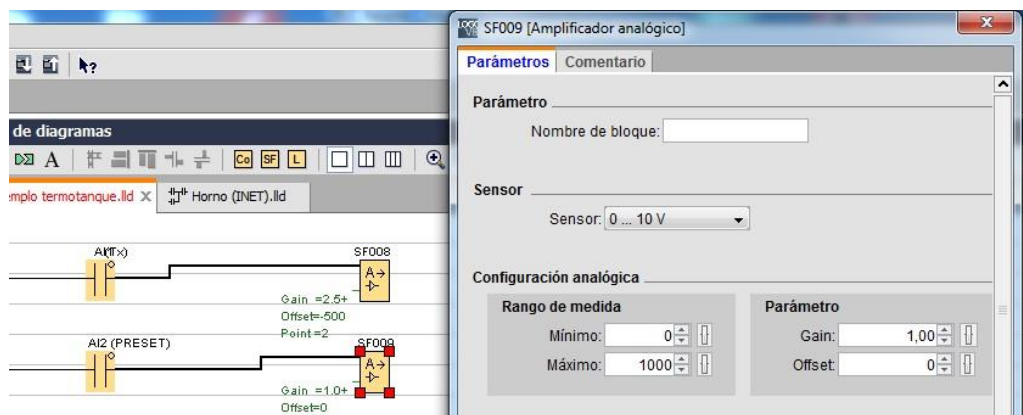 de diagramas
A
Co SF L
emplo termotanque.lld X
Horno (INET).lld
AI1(Tx)
SF008
A→
Gain =2.5+
Offset=-500
Point=2
AI2 (PRESET)
SF009
A→
Gain =1.0+
Offset=0
SF009 [Amplificador analógico]
Parámetros
Comentario
Parámetro
Nombre de bloque:
Sensor
Sensor: 0 ... 10 V
Configuración analógica
Rango de medida
Mínimo: 0
Máximo: 1000
Parámetro
Gain: 1,00
Offset: 0